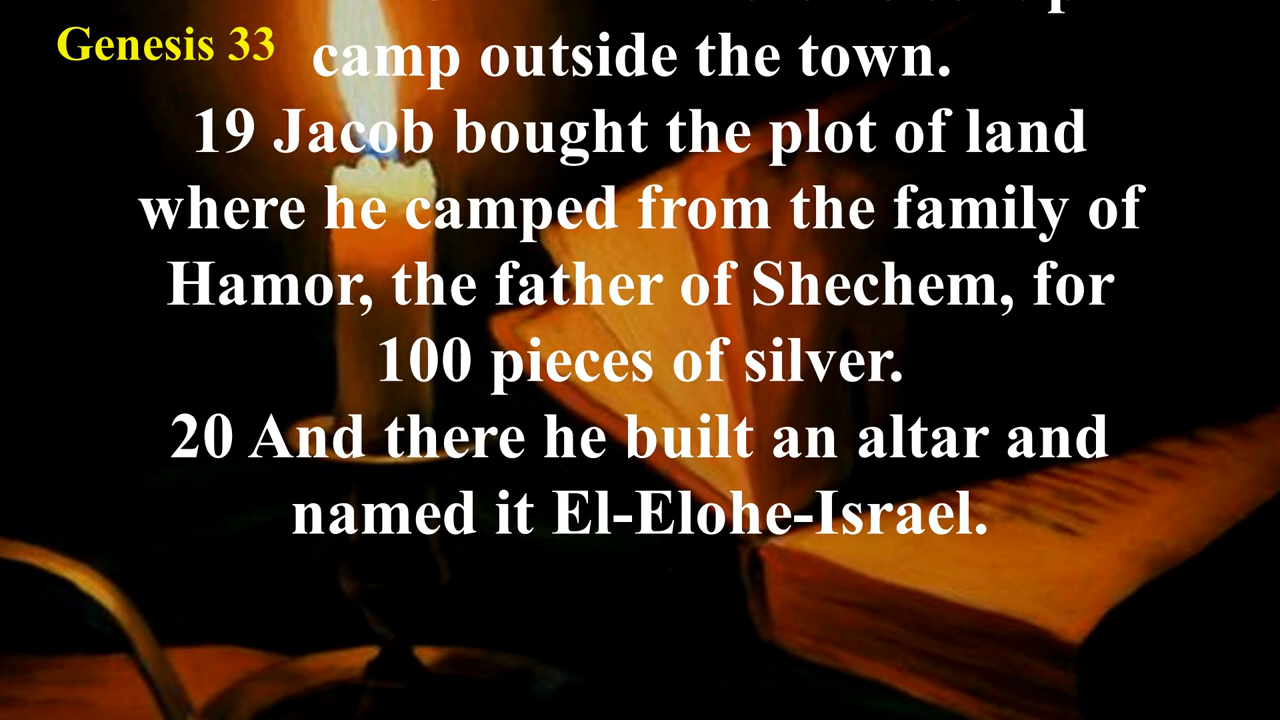 Genesis 33
camp outside the town.
19 Jacob bought the plot of land
where he camped from the family of
Hamor, the father of Shechem, for
100 pieces of silver.
20 And there he built an altar and
named it El-Elohe-Israel.